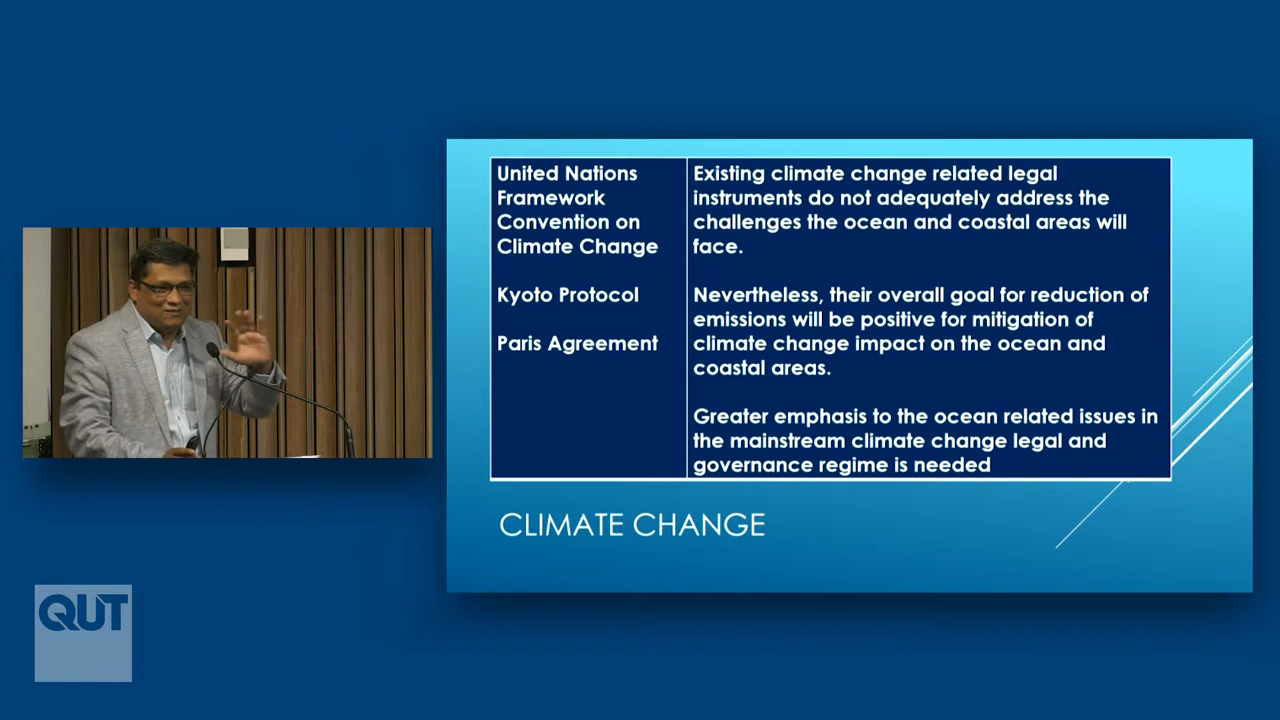 United Nations
Framework
Convention on
Climate Change
Kyoto Protocol
Paris Agreement
Existing climate change related legal
instruments do not adequately address the
challenges the ocean and coastal areas will
face.
Nevertheless, their overall goal for reduction of
emissions will be positive for mitigation of
climate change impact on the ocean and
coastal areas.
Greater emphasis to the ocean related issues in
the mainstream climate change legal and
governance regime is needed
CLIMATE CHANGE
QUT